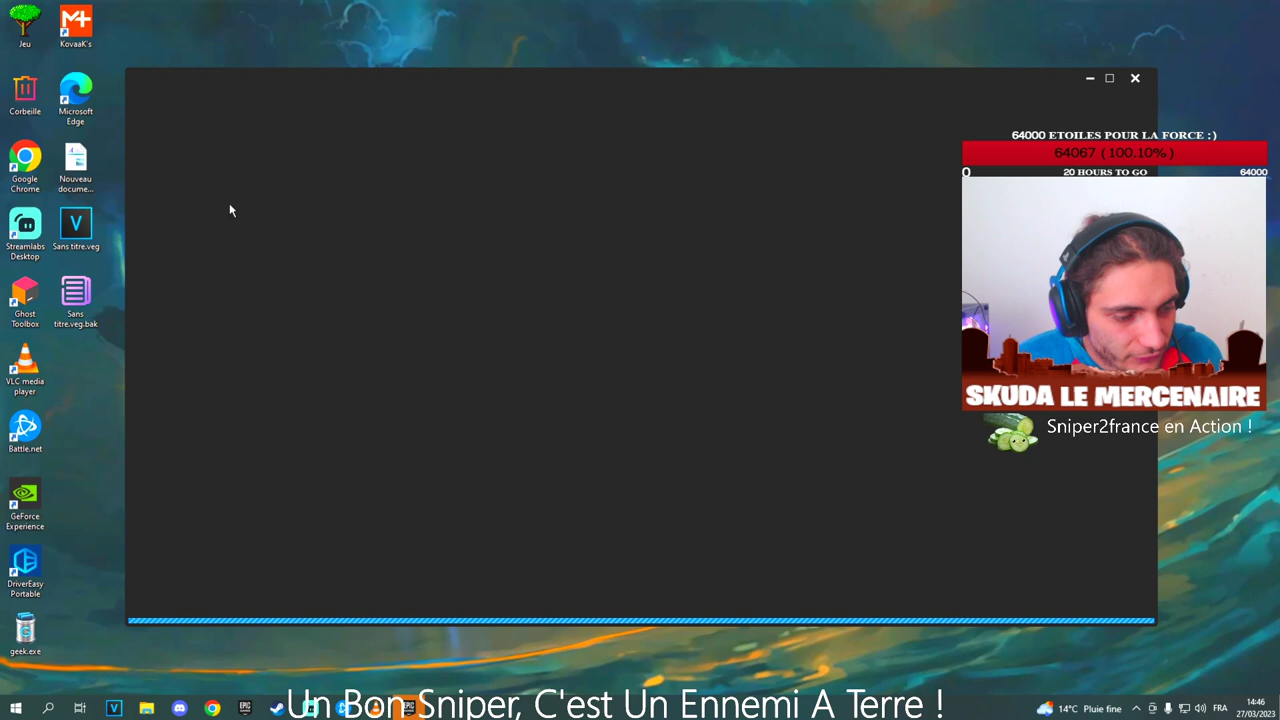 Jeu
KovaaK's
Corbeille
Microsoft
Edge
Google
Chrome
Nouveau
docume...
Streamlabs
Desktop
Sans titre.veg
Ghost
Toolbox
Sans
titre.veg.bak
VLC media
player
Battle.net
GeForce
Experience
DriverEasy
Portable
geek.exe
64000 ETOILES POUR LA FORCE :)
64067 (100.10%)
0
20 HOURS TO GO
64000
SKUDA LE MERCENAIRE
Sniper2france en Action !
Un Bon Sniper, C'est Un Ennemi A Terre !
14°C Pluie fine
FRA
14:46
27/03/2023